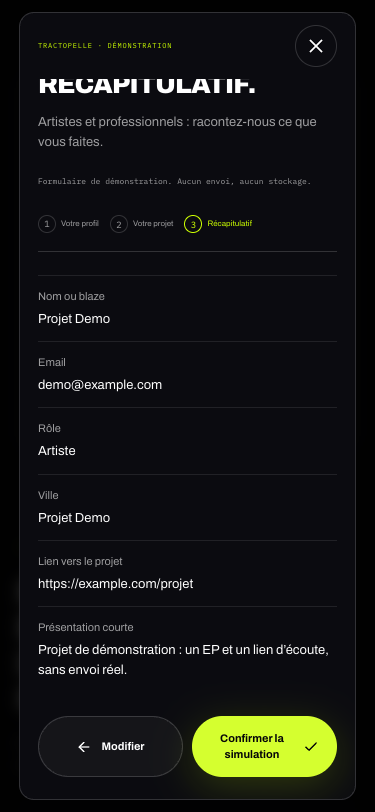 TRACTOPELLE - DÉMONSTRATION
RÉCAPITULATIF.
Artistes et professionnels : racontez-nous ce que
vous faites.
Formulaire de démonstration. Aucun envoi, aucun stockage.
1 Votre profil 2 Votre projet 3 Récapitulatif
Nom ou blaze
Projet Demo
Email
demo@example.com
Rôle
Artiste
Ville
Projet Demo
Lien vers le projet
https://example.com/projet
Présentation courte
Projet de démonstration : un EP et un lien d'écoute,
sans envoi réel.
Modifier
Confirmer la
simulation